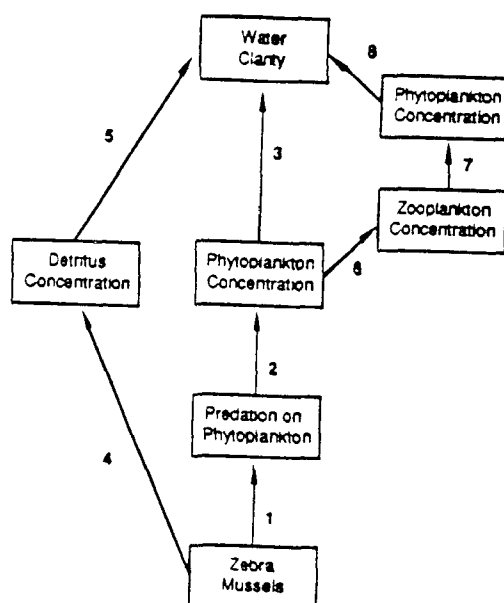 Water
Clarity
8
Phytoplankton
Concentration
5
3
7
Zooplankton
Concentration
Detritus
Concentration
Phytoplankton
Concentration
6
2
Predation on
Phytoplankton
4
1
Zebra
Mussels